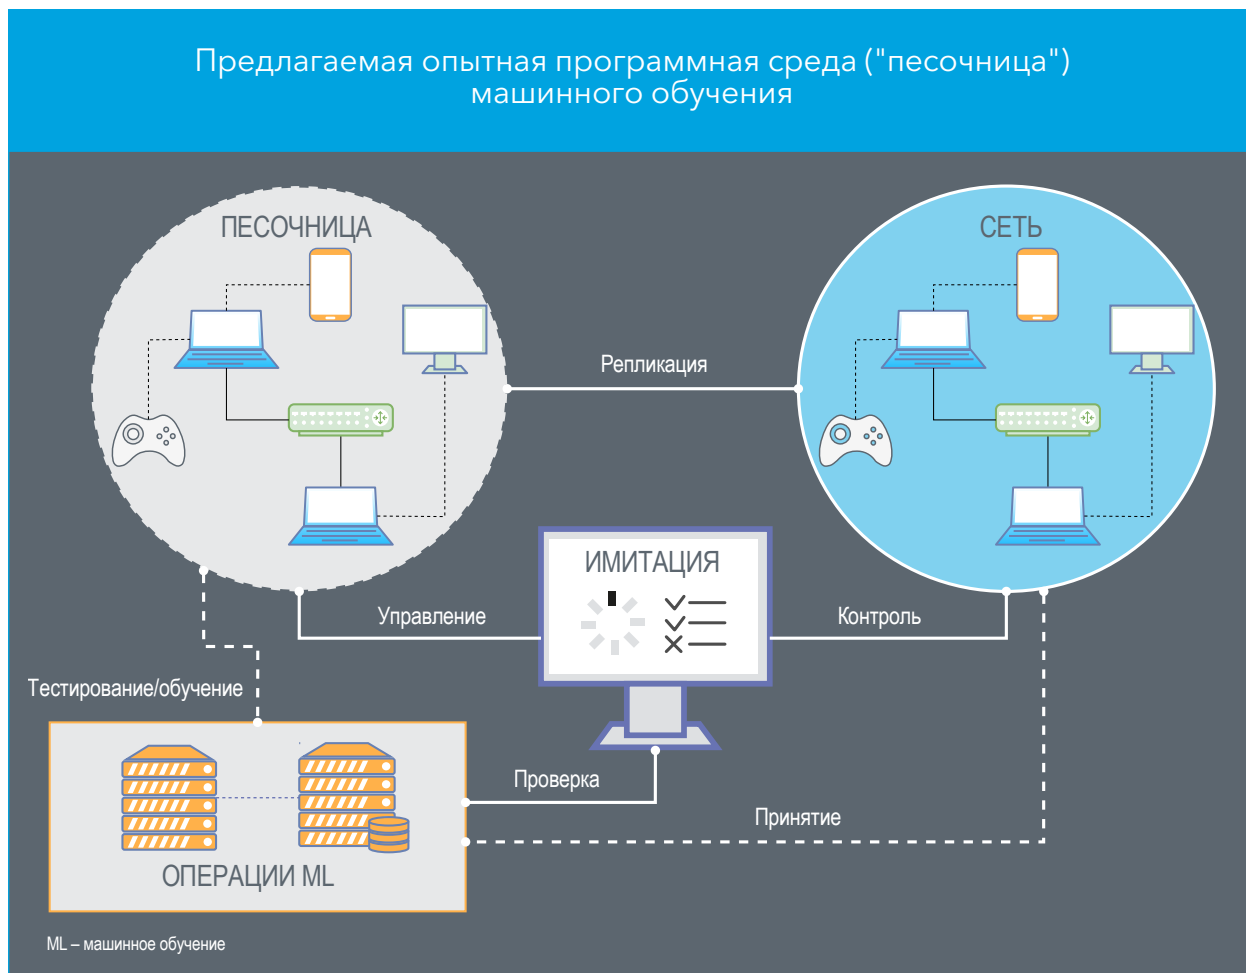 Предлагаемая опытная программная среда ("песочница")
машинного обучения
ПЕСОЧНИЦА
СЕТЬ
Репликация
ИМИТАЦИЯ
Управление
Контроль
Тестирование/обучение
Проверка
Принятие
ОПЕРАЦИИ ML
ML – машинное обучение